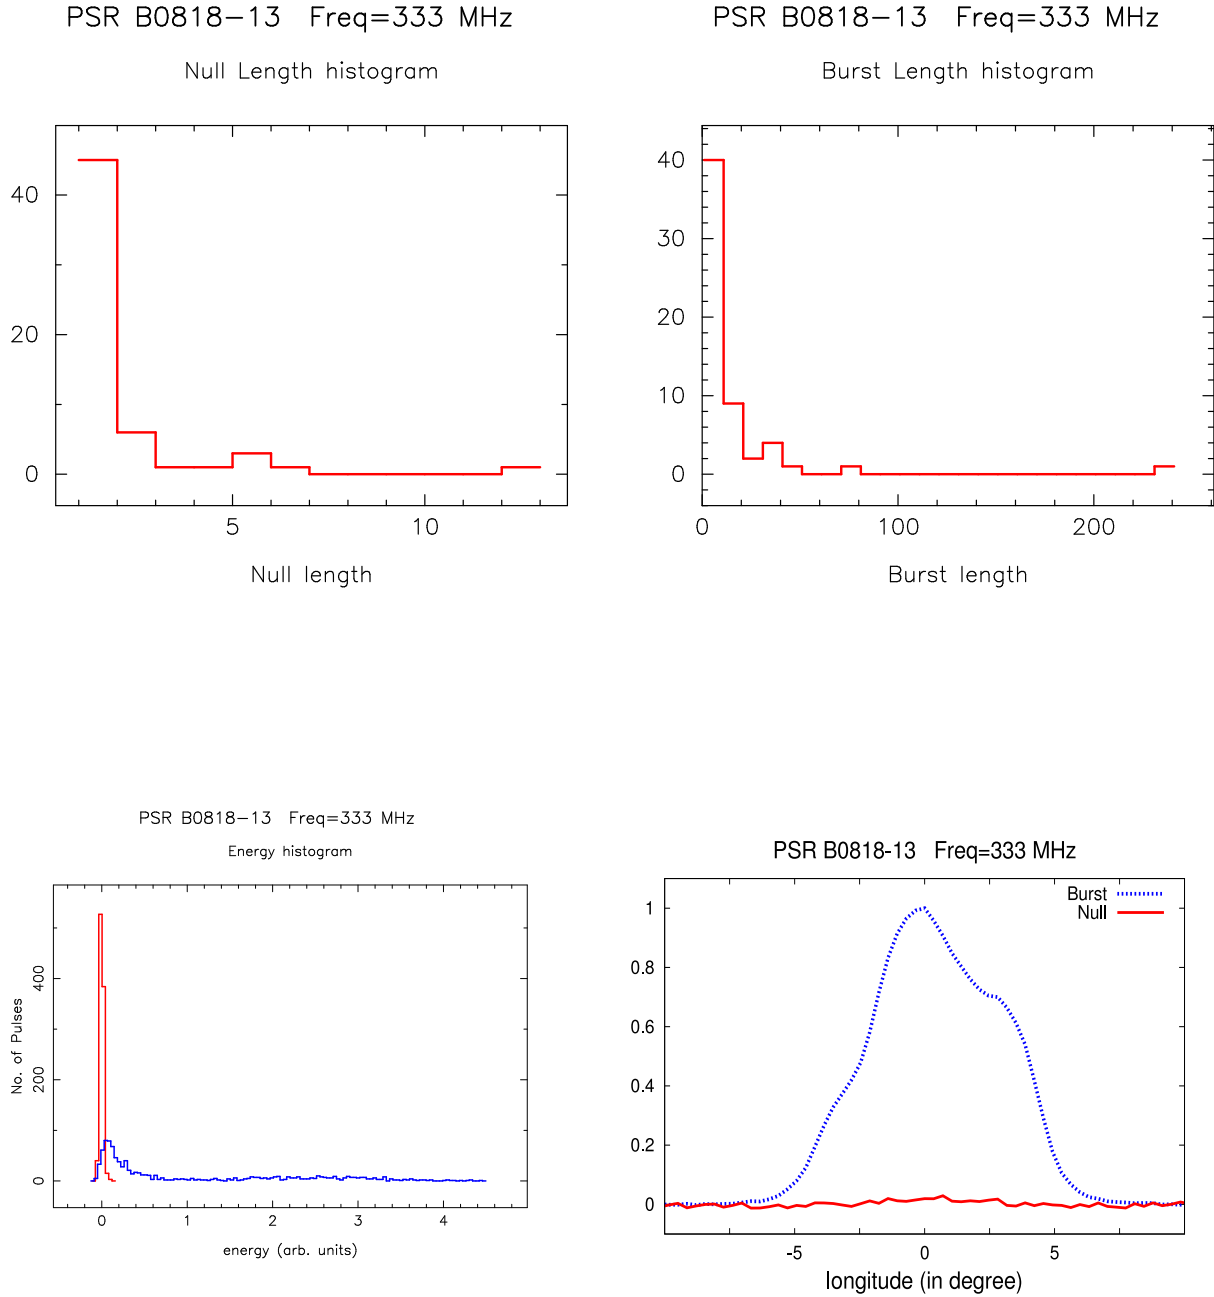 PSR B0818−13 Freq=333 MHz
Null Length histogram
40
20
0
5 10
Null length
PSR B0818−13 Freq=333 MHz
Burst Length histogram
40
30
20
10
0
0 100 200
Burst length
PSR B0818−13 Freq=333 MHz
Energy histogram
No. of Pulses
400
200
0
0 1 2 3 4
energy (arb. units)
PSR B0818-13 Freq=333 MHz
Burst
Null
1
0.8
0.6
0.4
0.2
0
-5 0 5
longitude (in degree)